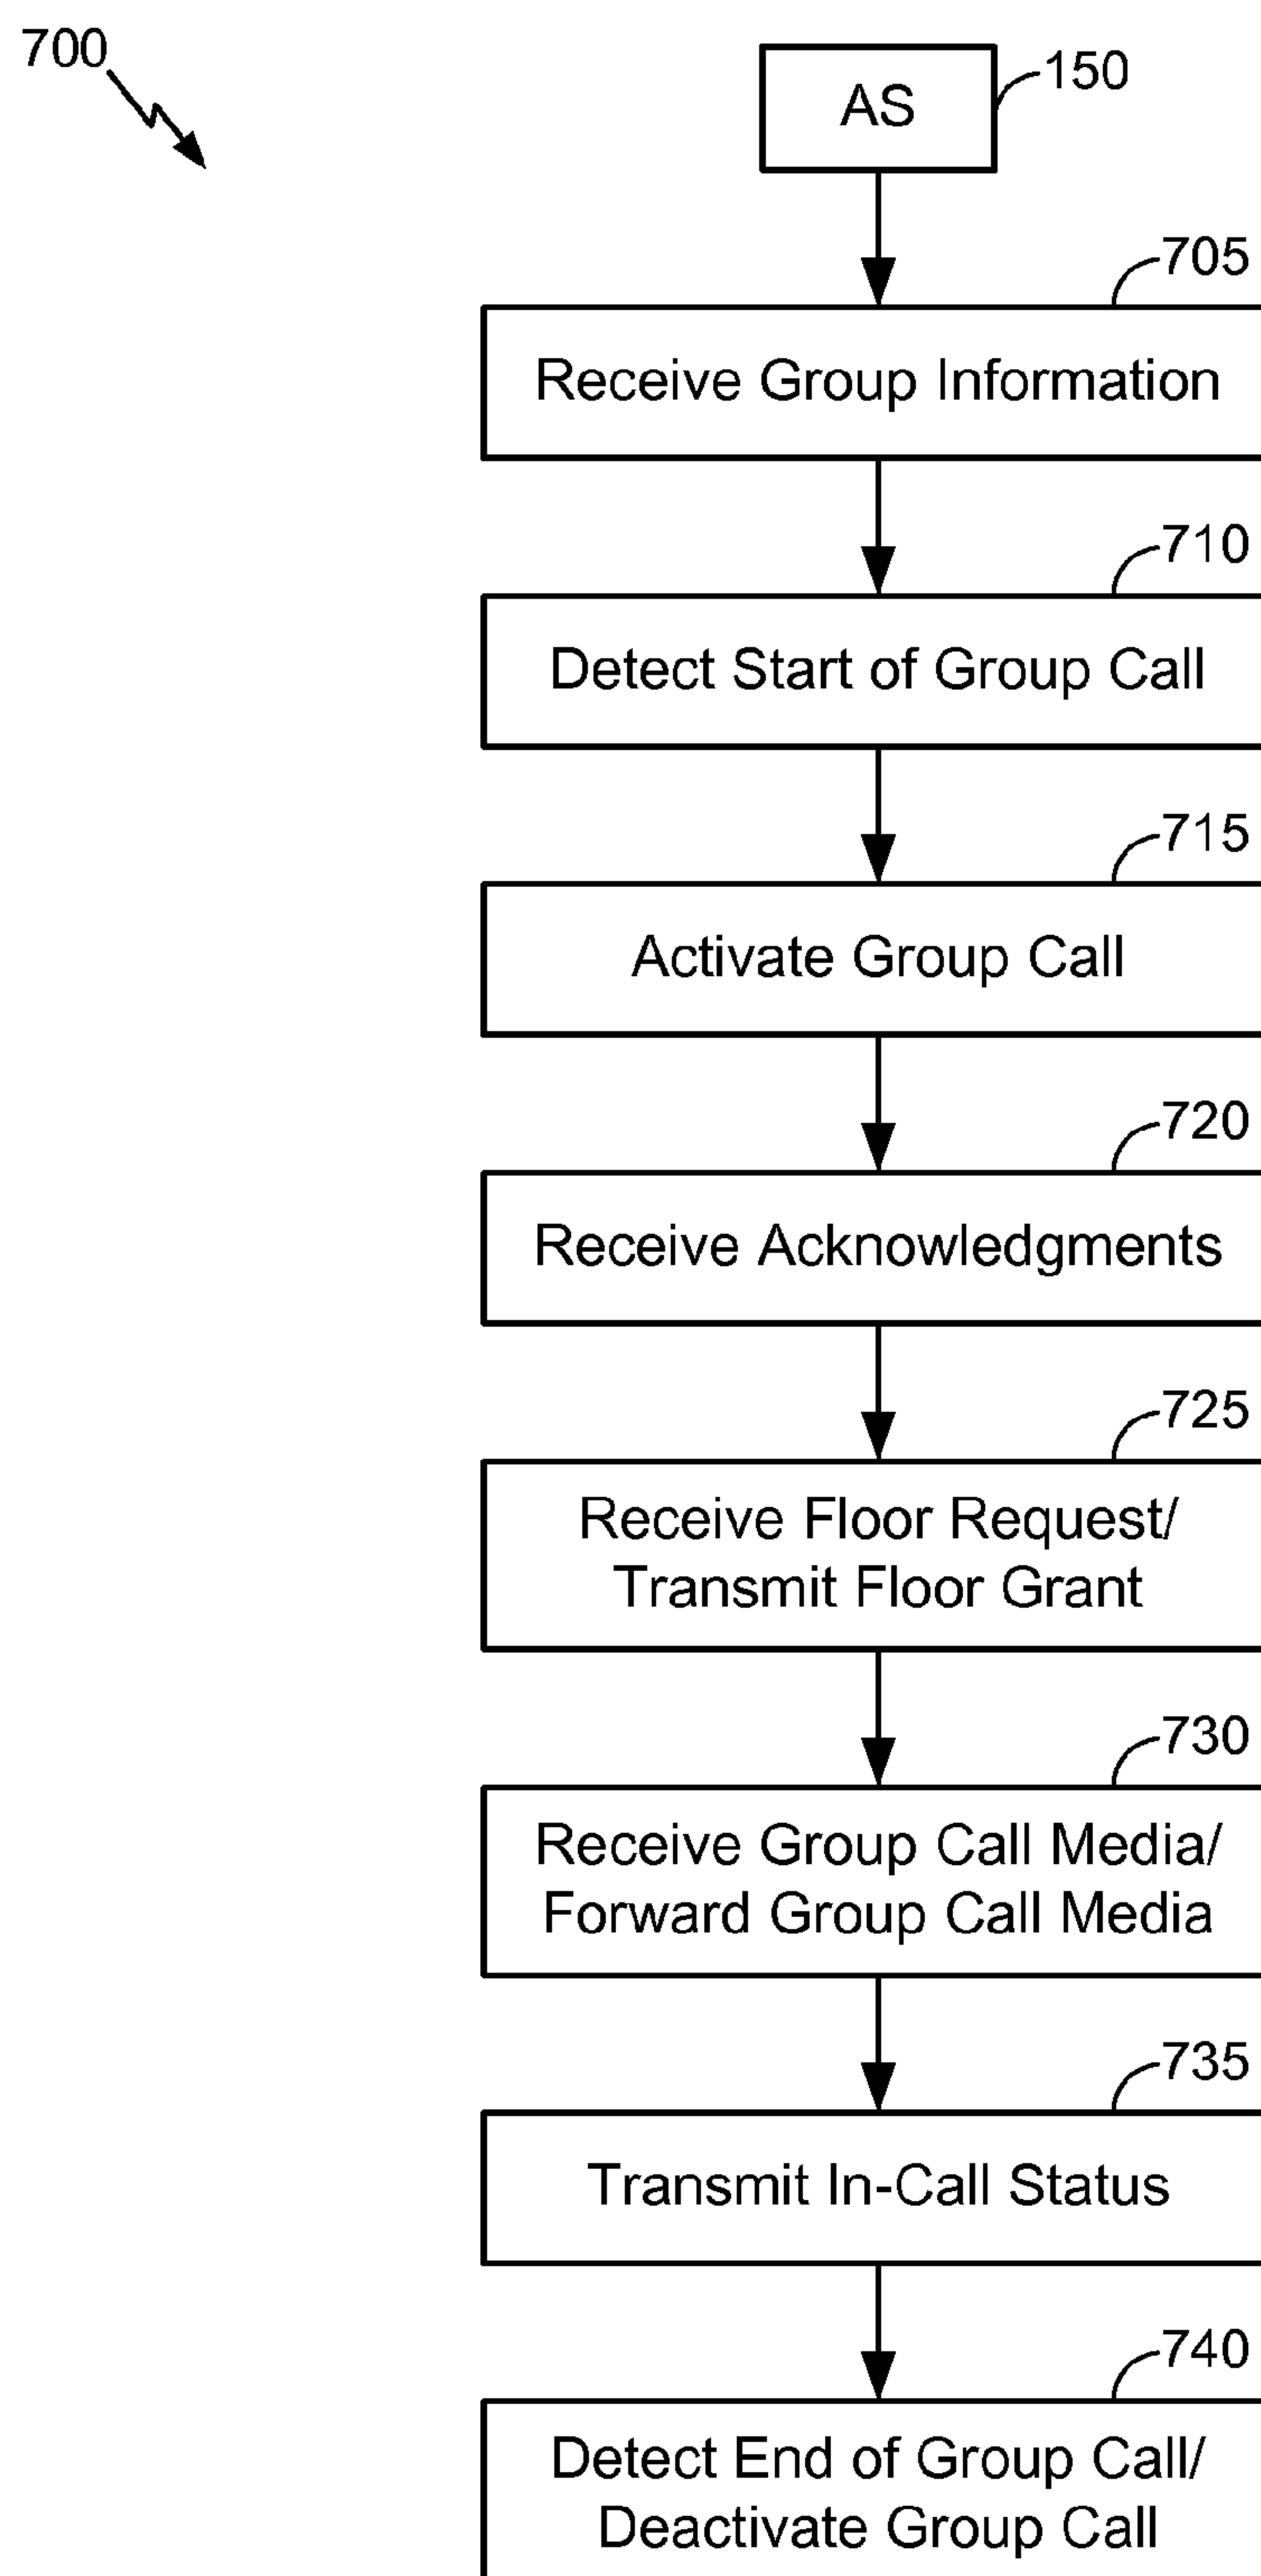 700
AS
150
705
Receive Group Information
710
Detect Start of Group Call
715
Activate Group Call
720
Receive Acknowledgments
725
Receive Floor Request/
Transmit Floor Grant
730
Receive Group Call Media/
Forward Group Call Media
735
Transmit In-Call Status
740
Detect End of Group Call/
Deactivate Group Call